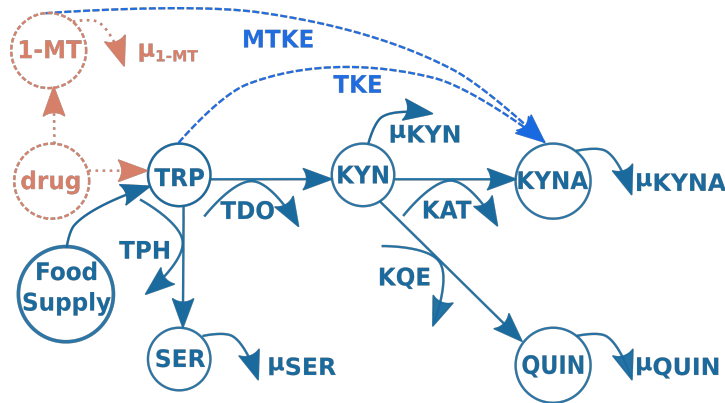 MTKE
1-MT
μ1-MT
TKE
μKYN
drug
TRP
KYN
KYNA
μKYNA
TDO
KAT
TPH
Food
Supply
KQE
SER
μSER
QUIN
μQUIN